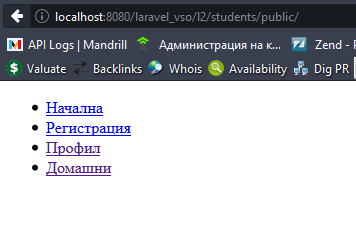 localhost:8080/laravel_vso/l2/students/public/
API Logs | Mandrill Администрация на к... Zend - P
Valuate Backlinks Whois Auditing Dig PR
Начална
Регистрация
Профил
Домашни